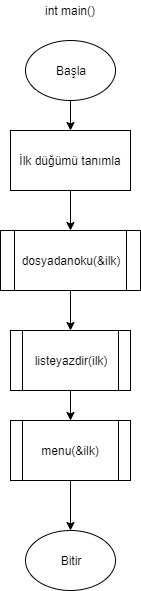 int main()
Başla
İlk düğümü tanımla
dosyadanoku(&ilk)
listeyazdir(ilk)
menu(&ilk)
Bitir